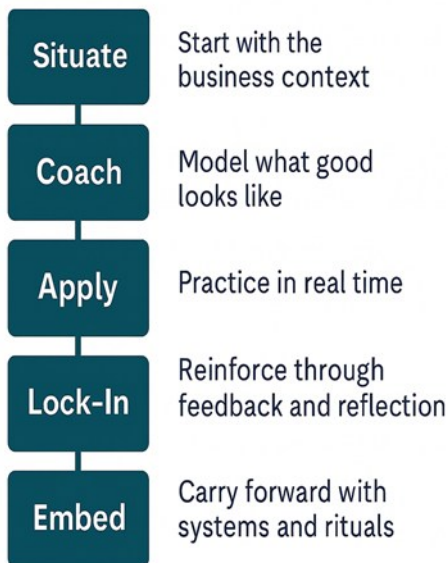 Situate
Start with the
business context
Coach
Model what good
looks like
Apply
Practice in real time
Lock-In
Reinforce through
feedback and reflection
Embed
Carry forward with
systems and rituals